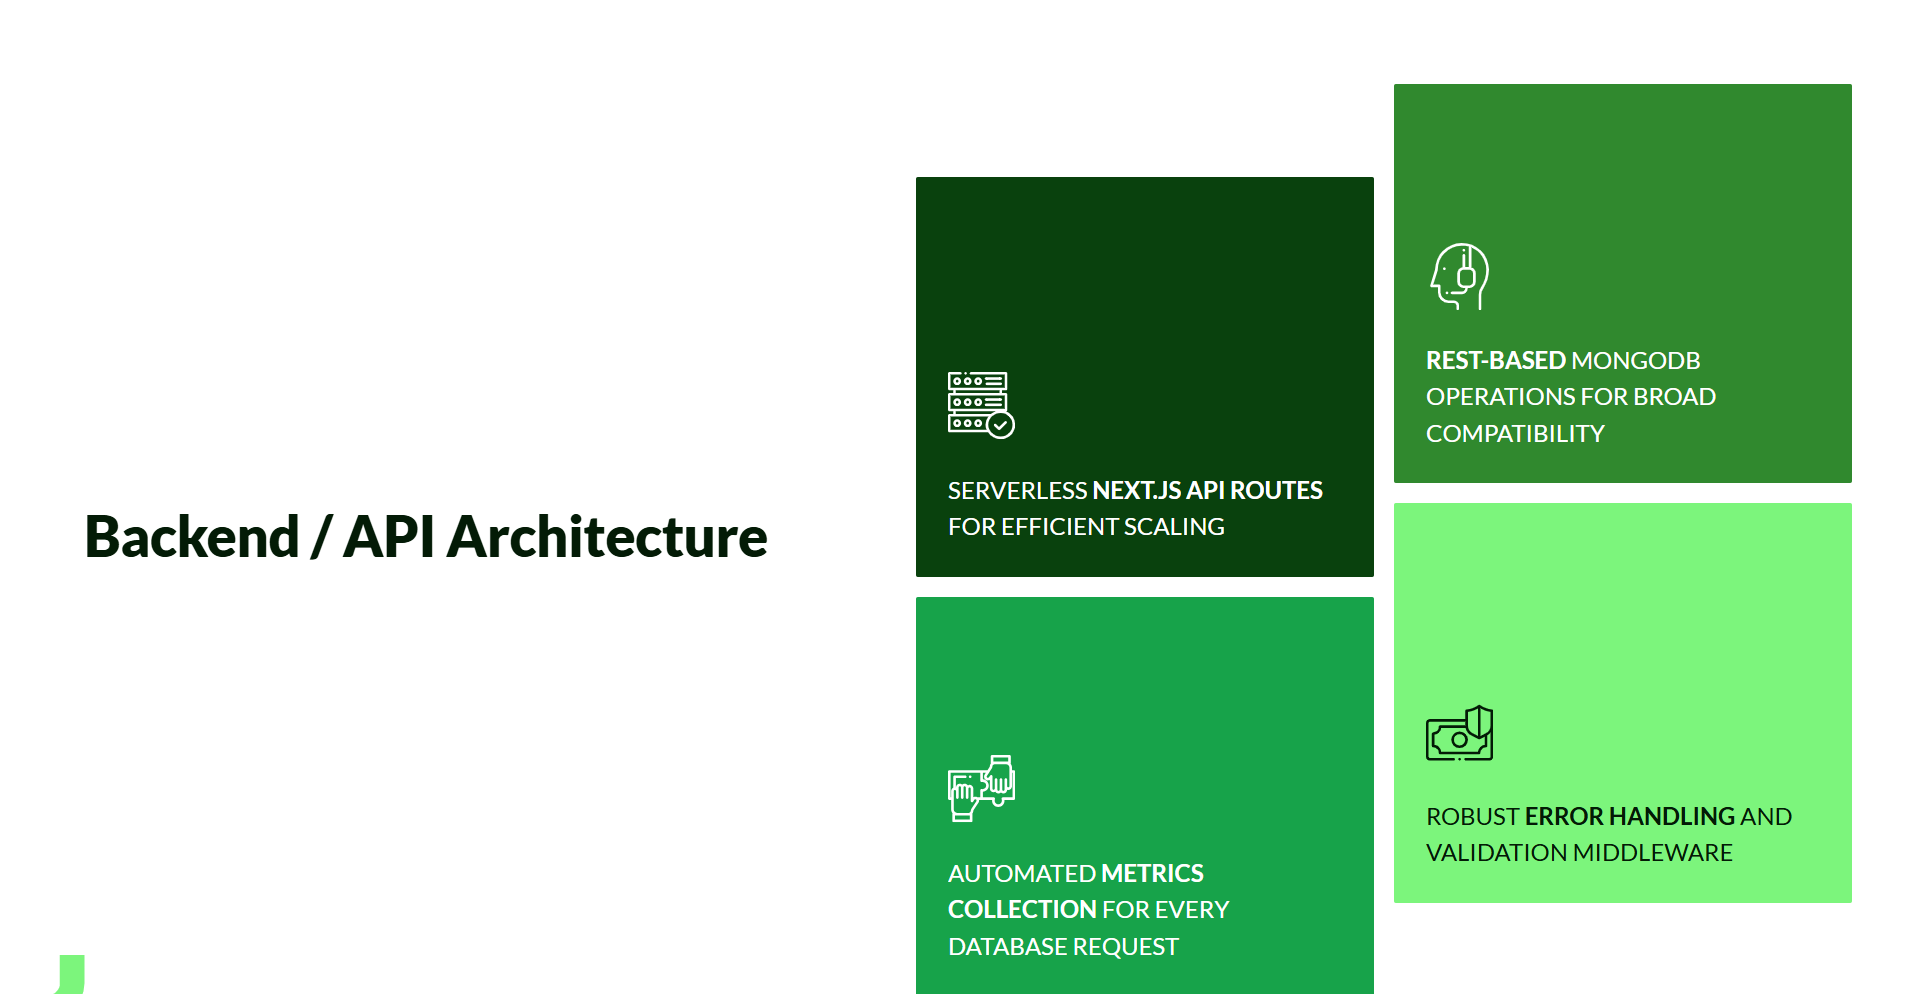 Backend / API Architecture
SERVERLESS NEXT.JS API ROUTES
FOR EFFICIENT SCALING
REST-BASED MONGODB
OPERATIONS FOR BROAD
COMPATIBILITY
AUTOMATED METRICS
COLLECTION FOR EVERY
DATABASE REQUEST
ROBUST ERROR HANDLING AND
VALIDATION MIDDLEWARE